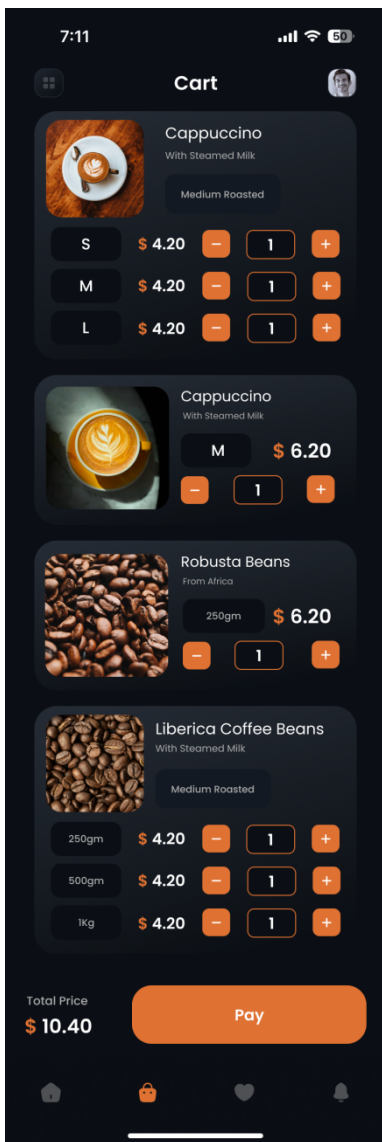 7:11
50
Cart
Cappuccino
With Steamed Milk
Medium Roasted
S $ 4.20 − 1 +
M $ 4.20 − 1 +
L $ 4.20 − 1 +
Cappuccino
With Steamed Milk
M $ 6.20
− 1 +
Robusta Beans
From Africa
250gm $ 6.20
− 1 +
Liberica Coffee Beans
With Steamed Milk
Medium Roasted
250gm $ 4.20 − 1 +
500gm $ 4.20 − 1 +
1Kg $ 4.20 − 1 +
Total Price
$ 10.40
Pay